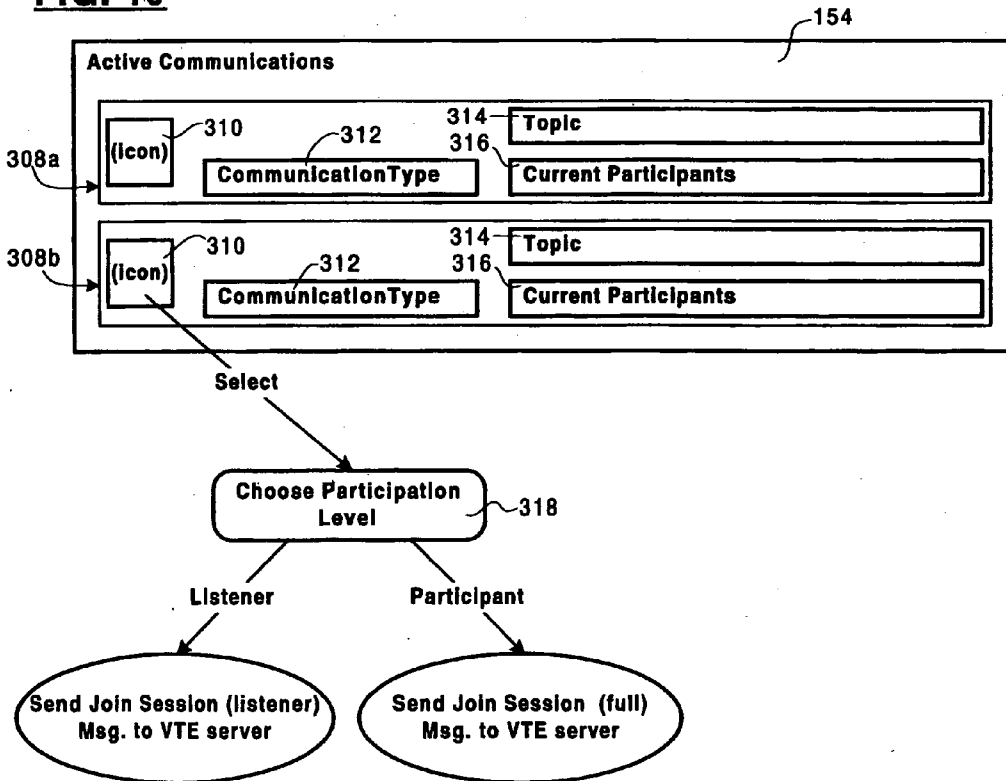 154
Active Communications
310
314
Topic
(icon)
312
316
308a
CommunicationType
Current Participants
310
314
Topic
308b
(icon)
312
316
CommunicationType
Current Participants
Select
Choose Participation
Level
318
Listener
Participant
Send Join Session (listener)
Msg. to VTE server
Send Join Session (full)
Msg. to VTE server